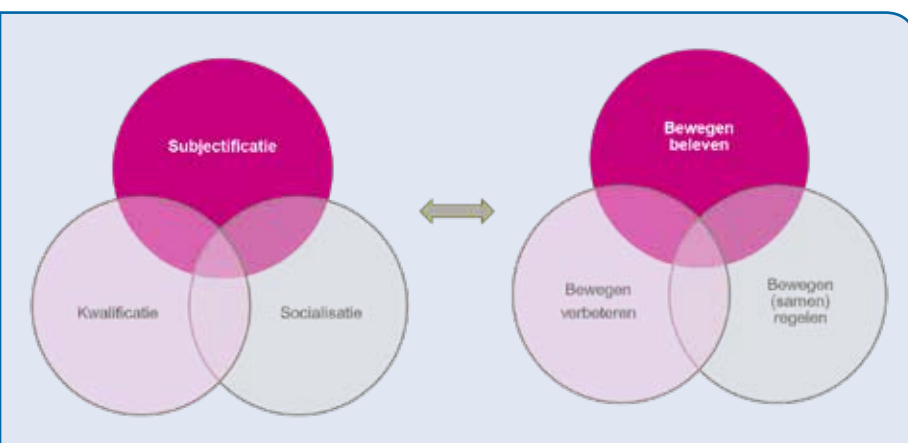 Subjectificatie
Kwalificatie
Socialisatie
Bewegen
beleven
Bewegen
verbeteren
Bewegen
(samen)
regelen